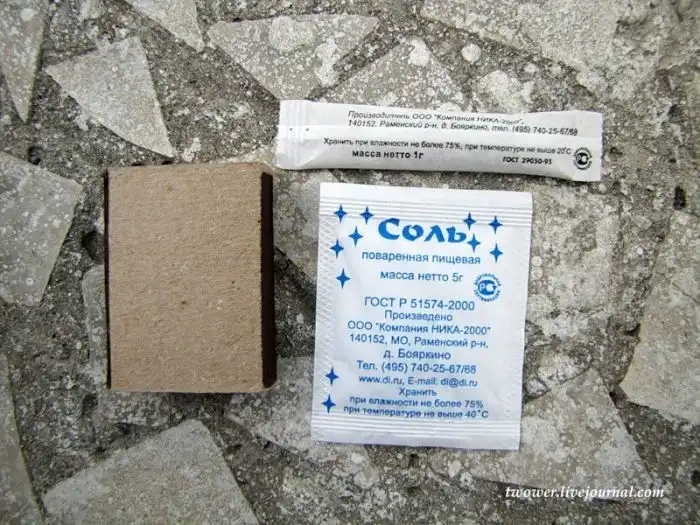 Производитель ООО "Компания НИКА-2000",
140152, Раменский р-н, д. Бояркино, тел. (495) 740-25-67/68
Хранить при влажности не более 75%, при температуре не выше 20°С
масса нетто 1г
ГОСТ 29050-91
Соль
поваренная пищевая
масса нетто 5г
ГОСТ Р 51574-2000
Произведено
ООО "Компания НИКА-2000"
140152, МО, Раменский р-н,
д. Бояркино
Тел. (495) 740-25-67/68
www.di.ru, E-mail: di@di.ru
Хранить
при влажности не более 75%
при температуре не выше 40°С
twower.livejournal.com